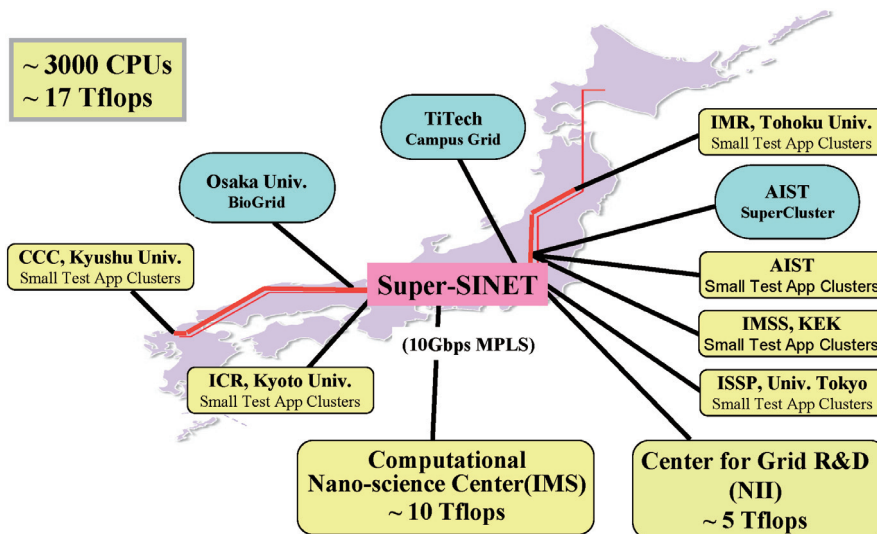 ~ 3000 CPUs
~ 17 Tflops
TiTech
Campus Grid
IMR, Tohoku Univ.
Small Test App Clusters
Osaka Univ.
BioGrid
AIST
SuperCluster
CCC, Kyushu Univ.
Small Test App Clusters
Super-SINET
AIST
Small Test App Clusters
(10Gbps MPLS)
IMSS, KEK
Small Test App Clusters
ICR, Kyoto Univ.
Small Test App Clusters
ISSP, Univ. Tokyo
Small Test App Clusters
Computational
Nano-science Center(IMS)
~ 10 Tflops
Center for Grid R&D
(NII)
~ 5 Tflops